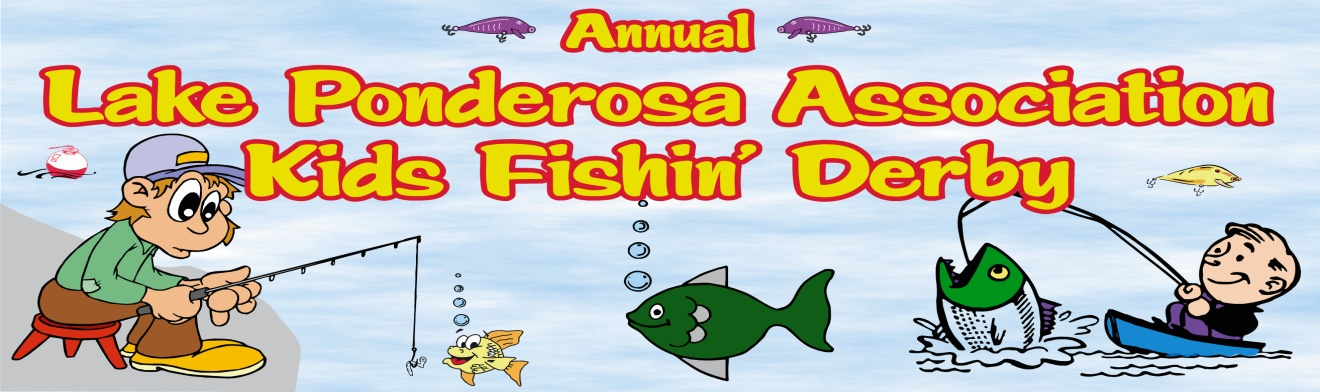 Annual
Lake Ponderosa Association
Kids Fishin' Derby